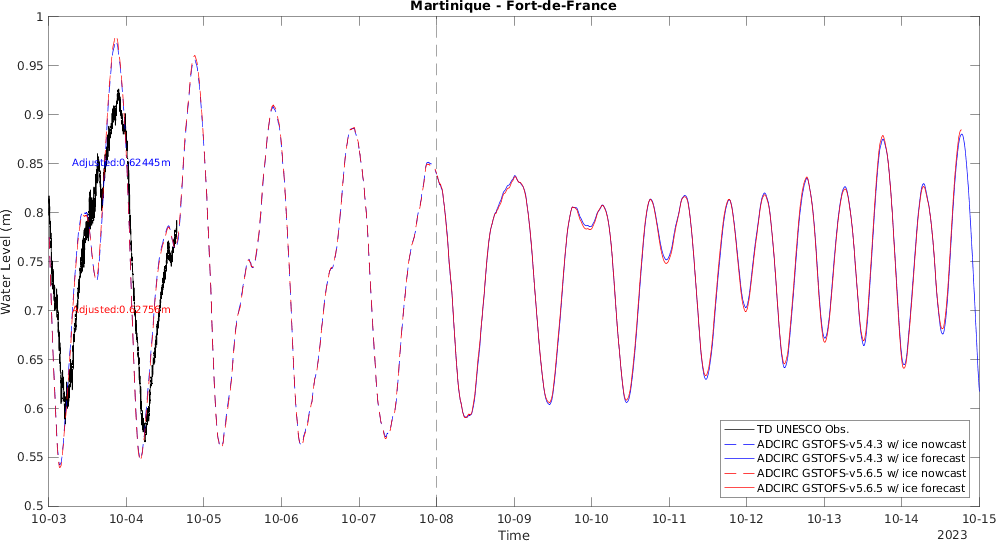 Martinique - Fort-de-France
Water Level (m)
1
0.95
0.9
0.85
0.8
0.75
0.7
0.65
0.6
0.55
0.5
Adjusted:0.62445m
Adjusted:0.62756m
TD UNESCO Obs.
ADCIRC GSTOFS-v5.4.3 w/ ice nowcast
ADCIRC GSTOFS-v5.4.3 w/ ice forecast
ADCIRC GSTOFS-v5.6.5 w/ ice nowcast
ADCIRC GSTOFS-v5.6.5 w/ ice forecast
10-03 10-04 10-05 10-06 10-07 10-08 10-09 10-10 10-11 10-12 10-13 10-14 10-15
Time
2023